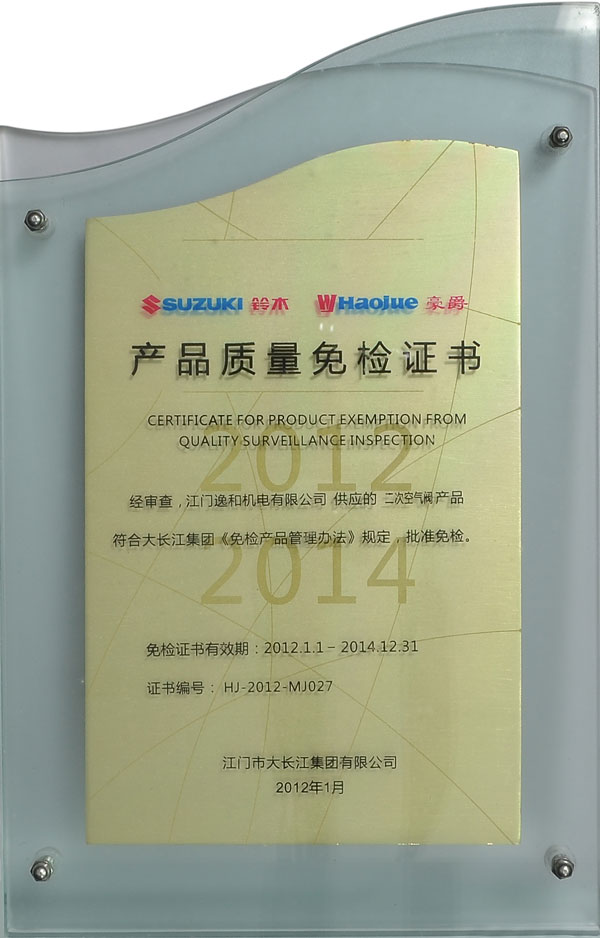 SUZUKI 鈴木 Haojue 豪爵
产品质量免检证书
CERTIFICATE FOR PRODUCT EXEMPTION FROM
QUALITY SURVEILLANCE INSPECTION
2012
经审查，江门逸和机电有限公司 供应的 二次空气阀产品
符合大长江集团《免检产品管理办法》规定，批准免检。
2014
免检证书有效期：2012.1.1－2014.12.31
证书编号： HJ-2012-MJ027
江门市大长江集团有限公司
2012年1月